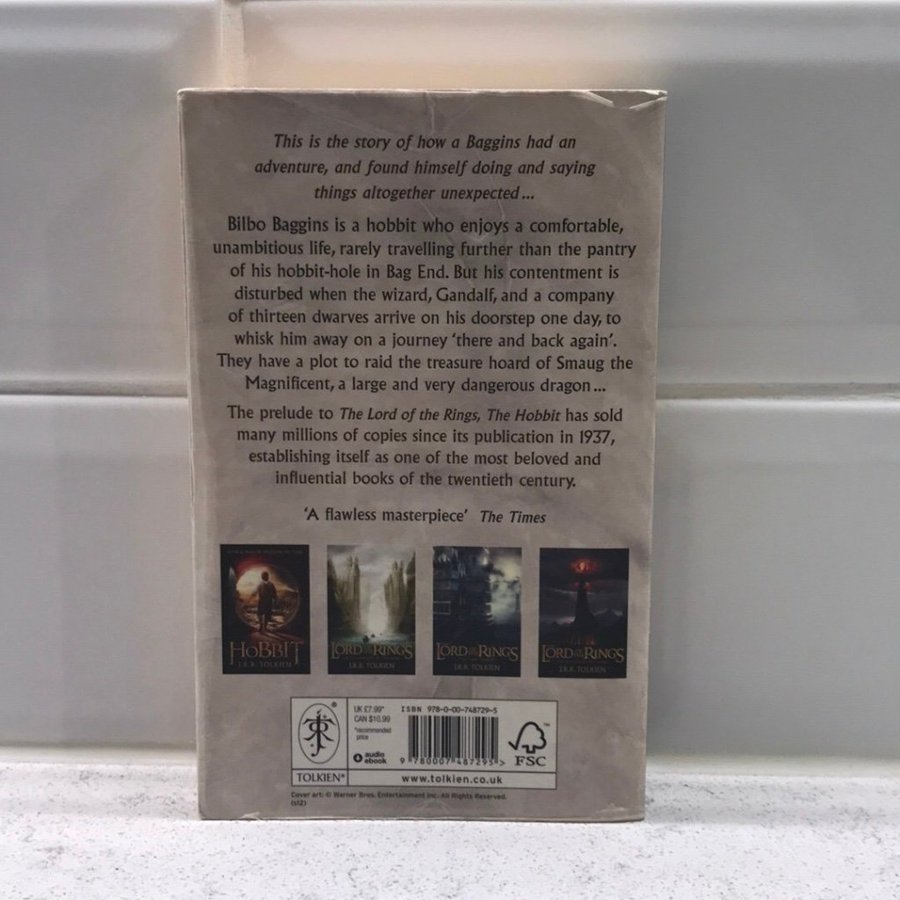 This is the story of how a Baggins had an
adventure, and found himself doing and saying
things altogether unexpected...
Bilbo Baggins is a hobbit who enjoys a comfortable,
unambitious life, rarely travelling further than the pantry
of his hobbit-hole in Bag End. But his contentment is
disturbed when the wizard, Gandalf, and a company
of thirteen dwarves arrive on his doorstep one day, to
whisk him away on a journey ‘there and back again’.
They have a plot to raid the treasure hoard of Smaug the
Magnificent, a large and very dangerous dragon...
The prelude to The Lord of the Rings, The Hobbit has sold
many millions of copies since its publication in 1937,
establishing itself as one of the most beloved and
influential books of the twentieth century.
‘A flawless masterpiece’ The Times
HOBBIT
J.R.R. TOLKIEN
LORD OF THE RINGS
J.R.R. TOLKIEN
LORD OF THE RINGS
J.R.R. TOLKIEN
LORD OF THE RINGS
J.R.R. TOLKIEN
TOLKIEN®
UK £7.99*
CAN $10.99
*recommended
price
audio
ebook
ISBN 978-0-00-748729-5
9 780007 487295 >
FSC
™
www.tolkien.co.uk
Cover art: © Warner Bros. Entertainment Inc. All Rights Reserved.
(s12)